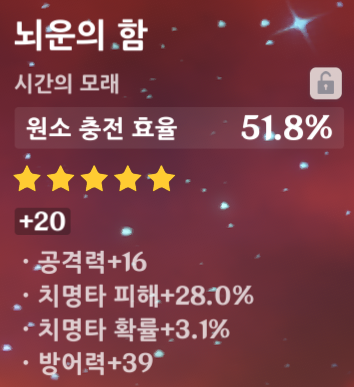 뇌운의 함
시간의 모래
원소 충전 효율 51.8%
+20
· 공격력+16
· 치명타 피해+28.0%
· 치명타 확률+3.1%
· 방어력+39